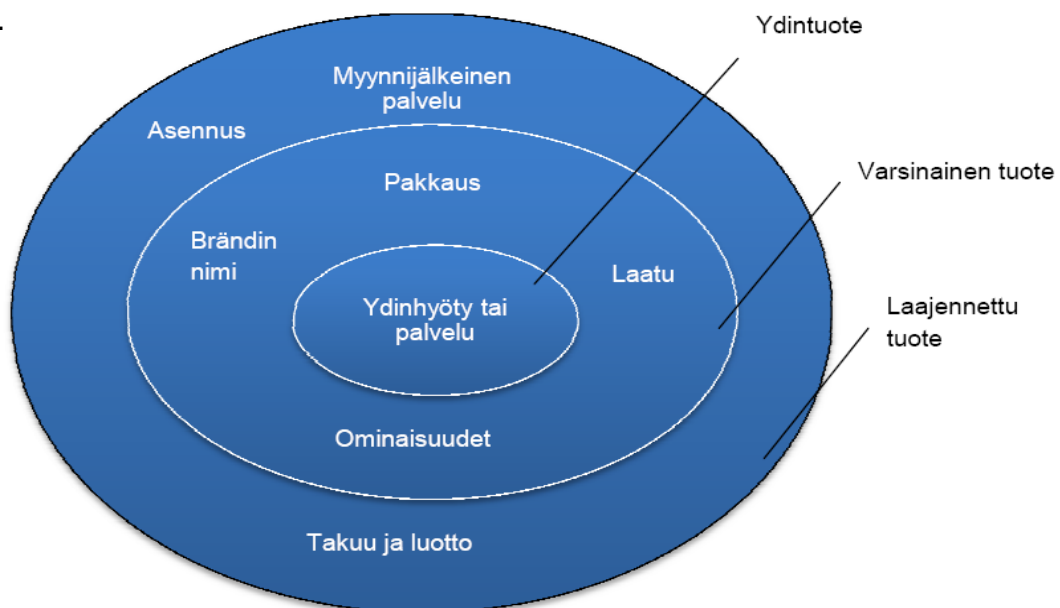 Ydintuote
Myynnijälkeinen
palvelu
Asennus
Varsinainen tuote
Pakkaus
Brändin
nimi
Laatu
Ydinhyöty tai
palvelu
Laajennettu
tuote
Ominaisuudet
Takuu ja luotto